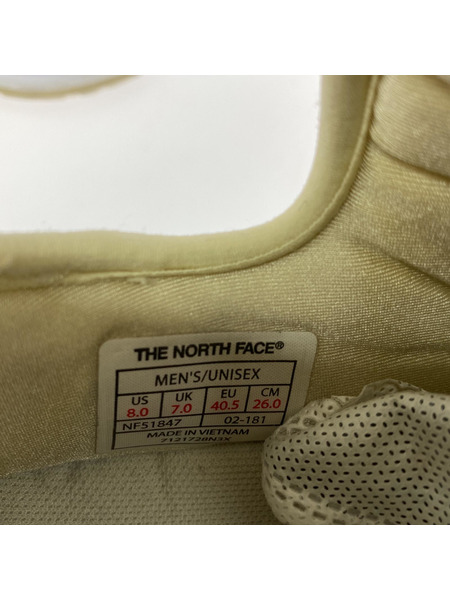 THE NORTH FACE®
MEN'S/UNISEX
US UK EU CM
8.0 7.0 40.5 26.0
NF51847 02-181
MADE IN VIETNAM
7121728N3X